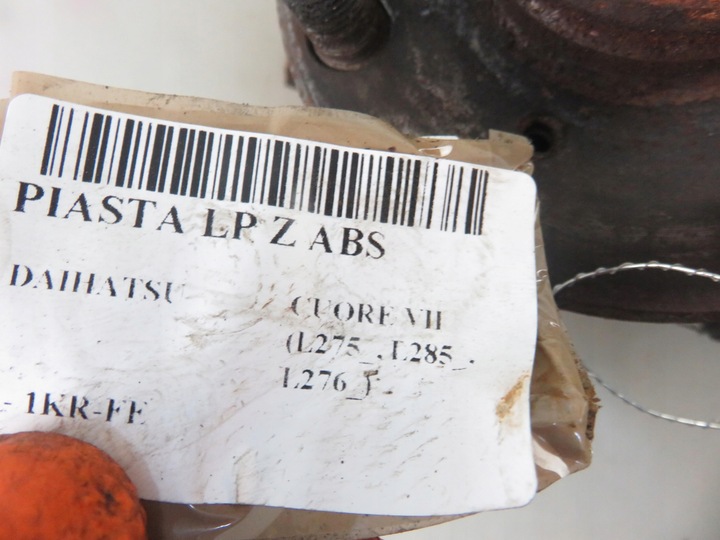 PIASTA LP Z ABS
DAIHATSU
CUORE VII
(L275_, L285_,
L276_)
- 1KR-FE